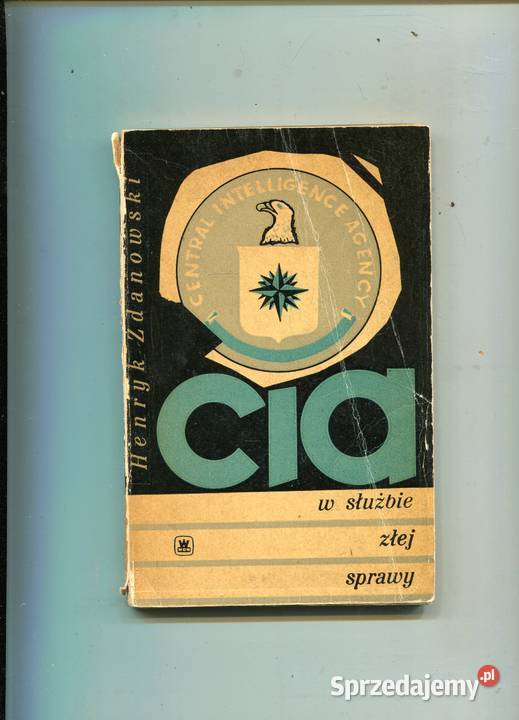 Henryk Zdanowski
CENTRAL INTELLIGENCE AGENCY
cia
w służbie
złej
sprawy
Sprzedajemy.pl